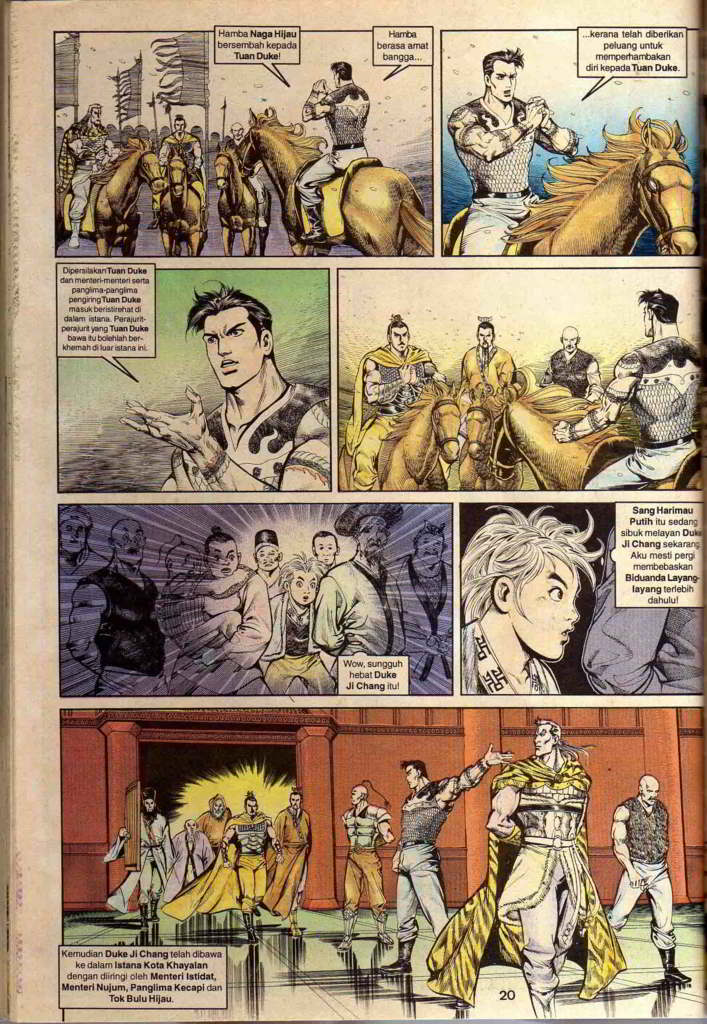 Hamba Naga Hijau
bersembah kepada
Tuan Duke!
Hamba
berasa amat
bangga...
...kerana telah diberikan
peluang untuk
memperhambakan
diri kepada Tuan Duke.
Dipersilakan Tuan Duke
dan menteri-menteri serta
panglima-panglima
pengiring Tuan Duke
masuk beristirehat di
dalam istana. Perajurit-
perajurit yang Tuan Duke
bawa itu bolehlah ber-
khemah di luar istana ini.
Wow, sungguh
hebat Duke
Ji Chang itu!
Sang Harimau
Putih itu sedang
sibuk melayan Duke
Ji Chang sekarang.
Aku mesti pergi
membebaskan
Biduanda Layang-
layang terlebih
dahulu!
Kemudian Duke Ji Chang telah dibawa
ke dalam Istana Kota Khayalan
dengan diiringi oleh Menteri Istidat,
Menteri Nujum, Panglima Kecapi dan
Tok Bulu Hijau.
20